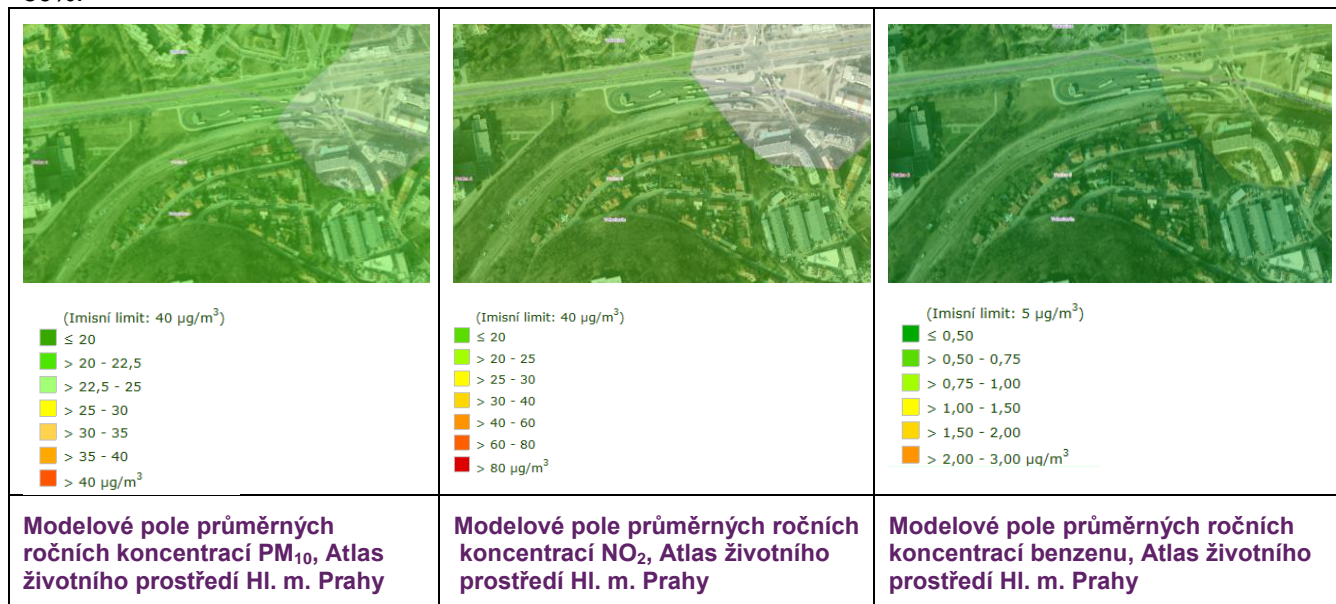 (Imisní limit: 40 µg/m³)
≤ 20
> 20 - 22,5
> 22,5 - 25
> 25 - 30
> 30 - 35
> 35 - 40
> 40 µg/m³
Modelové pole průměrných
ročních koncentrací PM₁₀, Atlas
životního prostředí Hl. m. Prahy
(Imisní limit: 40 µg/m³)
≤ 20
> 20 - 25
> 25 - 30
> 30 - 40
> 40 - 60
> 60 - 80
> 80 µg/m³
Modelové pole průměrných ročních
koncentrací NO₂, Atlas životního
prostředí Hl. m. Prahy
(Imisní limit: 5 µg/m³)
≤ 0,50
> 0,50 - 0,75
> 0,75 - 1,00
> 1,00 - 1,50
> 1,50 - 2,00
> 2,00 - 3,00 µg/m³
Modelové pole průměrných ročních
koncentrací benzenu, Atlas životního
prostředí Hl. m. Prahy